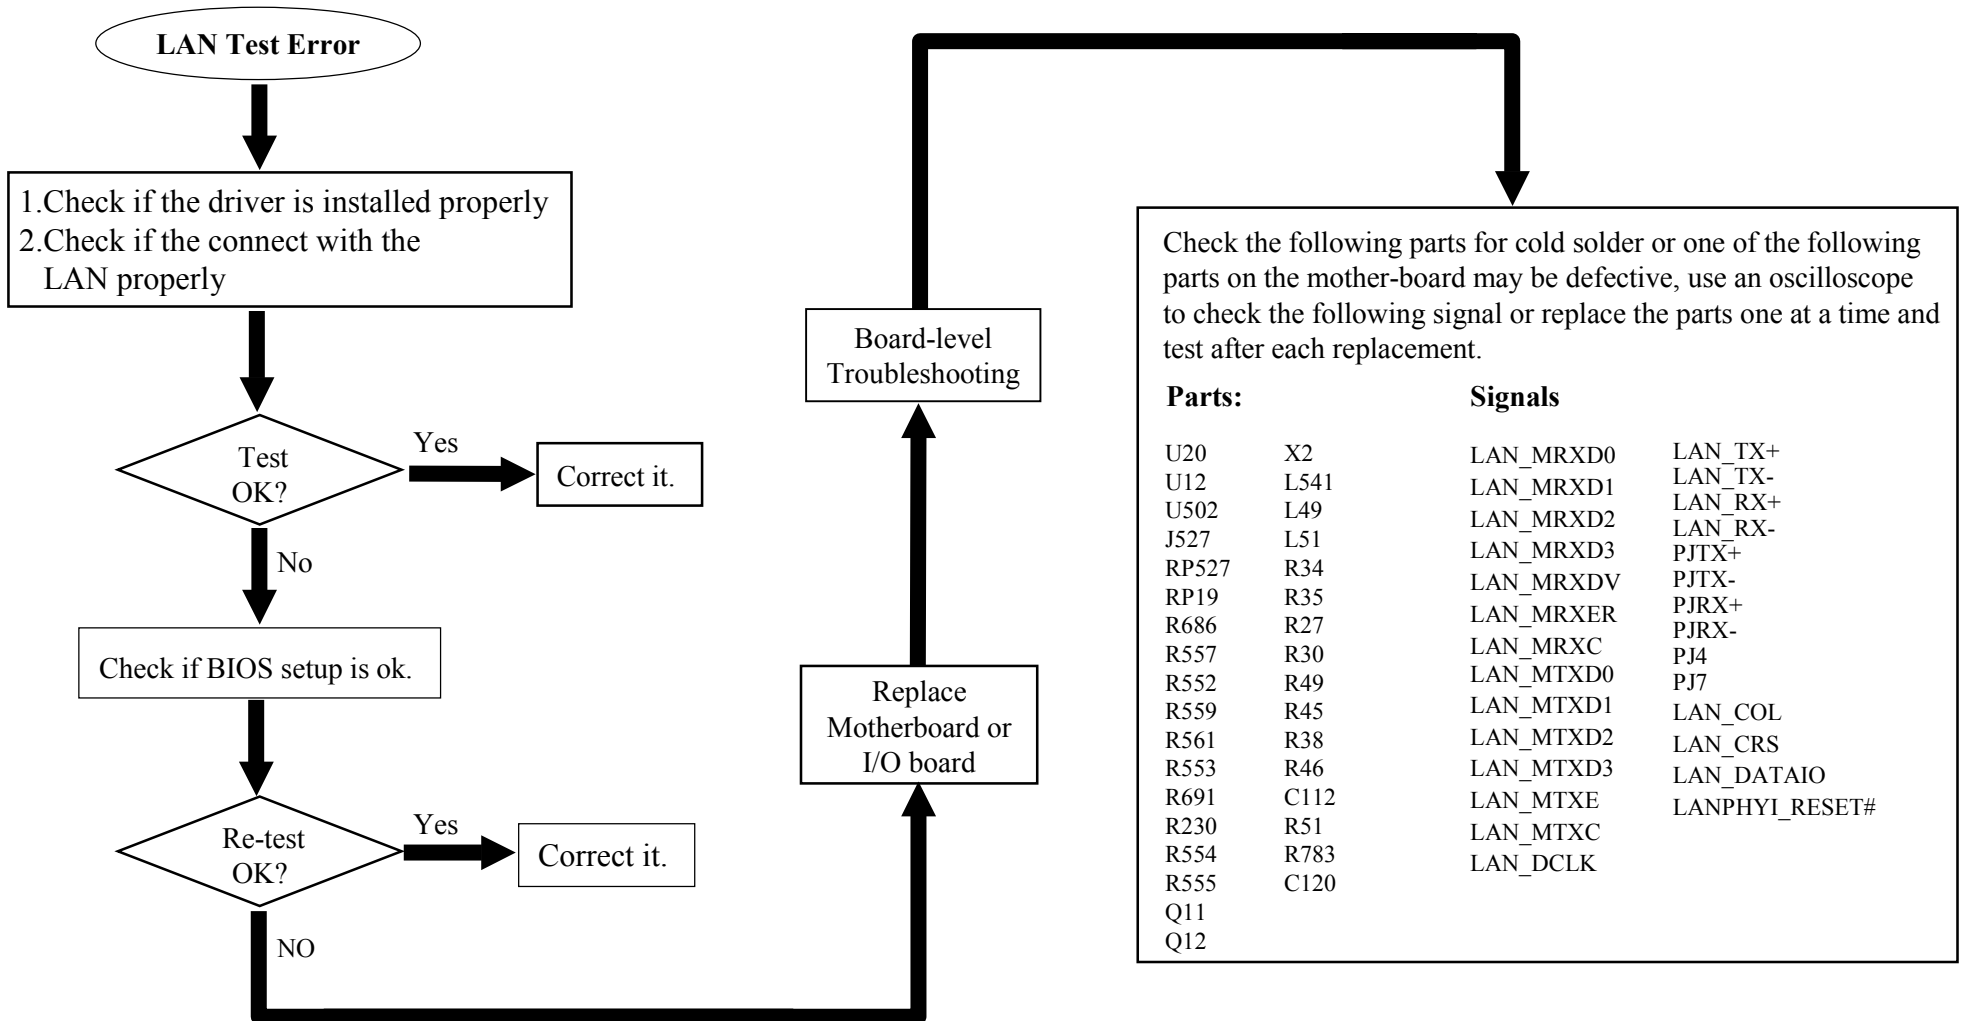 LAN Test Error
1.Check if the driver is installed properly
2.Check if the connect with the
LAN properly
Test
OK?
Yes
Correct it.
No
Check if BIOS setup is ok.
Re-test
OK?
Yes
Correct it.
NO
Replace
Motherboard or
I/O board
Board-level
Troubleshooting
Check the following parts for cold solder or one of the following
parts on the mother-board may be defective, use an oscilloscope
to check the following signal or replace the parts one at a time and
test after each replacement.
Parts:
U20
U12
U502
J527
RP527
RP19
R686
R557
R552
R559
R561
R553
R691
R230
R554
R555
Q11
Q12
X2
L541
L49
L51
R34
R35
R27
R30
R49
R45
R38
R46
C112
R51
R783
C120
Signals
LAN_MRXD0
LAN_MRXD1
LAN_MRXD2
LAN_MRXD3
LAN_MRXDV
LAN_MRXER
LAN_MRXC
LAN_MTXD0
LAN_MTXD1
LAN_MTXD2
LAN_MTXD3
LAN_MTXE
LAN_MTXC
LAN_DCLK
LAN_TX+
LAN_TX-
LAN_RX+
LAN_RX-
PJTX+
PJTX-
PJRX+
PJRX-
PJ4
PJ7
LAN_COL
LAN_CRS
LAN_DATAIO
LANPHYI_RESET#